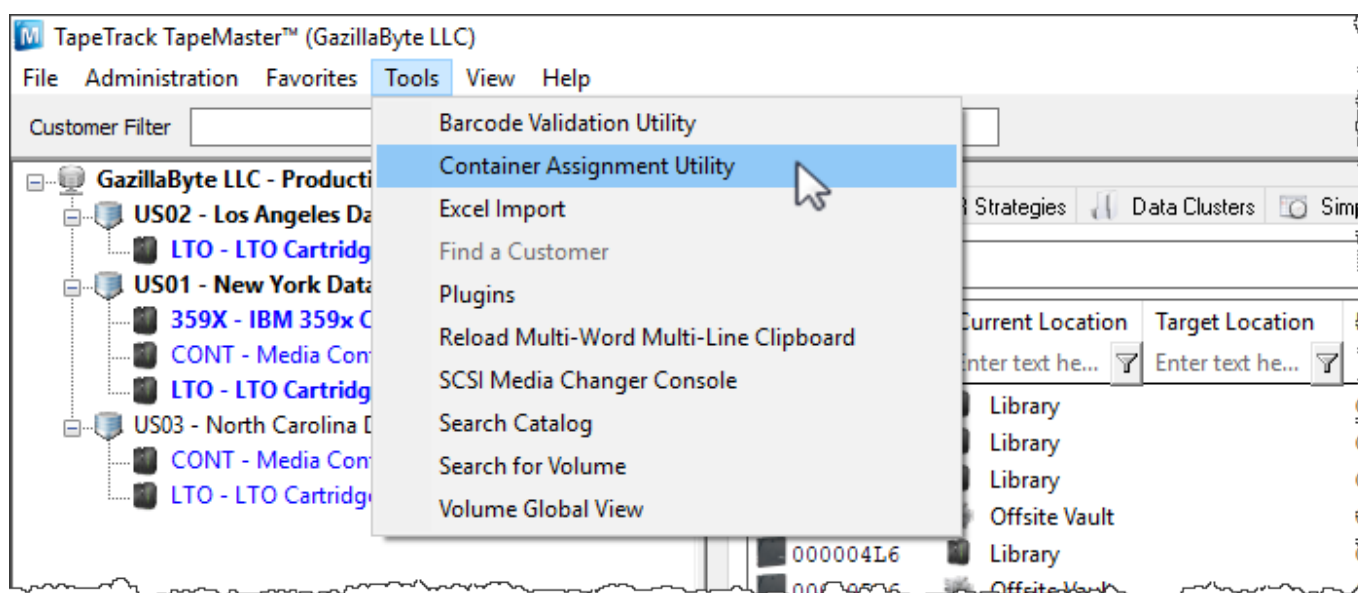 TapeTrack TapeMaster™ (GazillaByte LLC)
File Administration Favorites Tools View Help
Customer Filter
Barcode Validation Utility
Container Assignment Utility
Excel Import
Find a Customer
Plugins
Reload Multi-Word Multi-Line Clipboard
SCSI Media Changer Console
Search Catalog
Search for Volume
Volume Global View
GazillaByte LLC - Producti
US02 - Los Angeles Da
LTO - LTO Cartridg
US01 - New York Data
359X - IBM 359x C
CONT - Media Con
LTO - LTO Cartridg
US03 - North Carolina D
CONT - Media Con
LTO - LTO Cartridge
Strategies Data Clusters Sim
Current Location Target Location
Enter text he... Enter text he...
Library
Library
Library
Offsite Vault
000004L6 Library
Offsite Vault